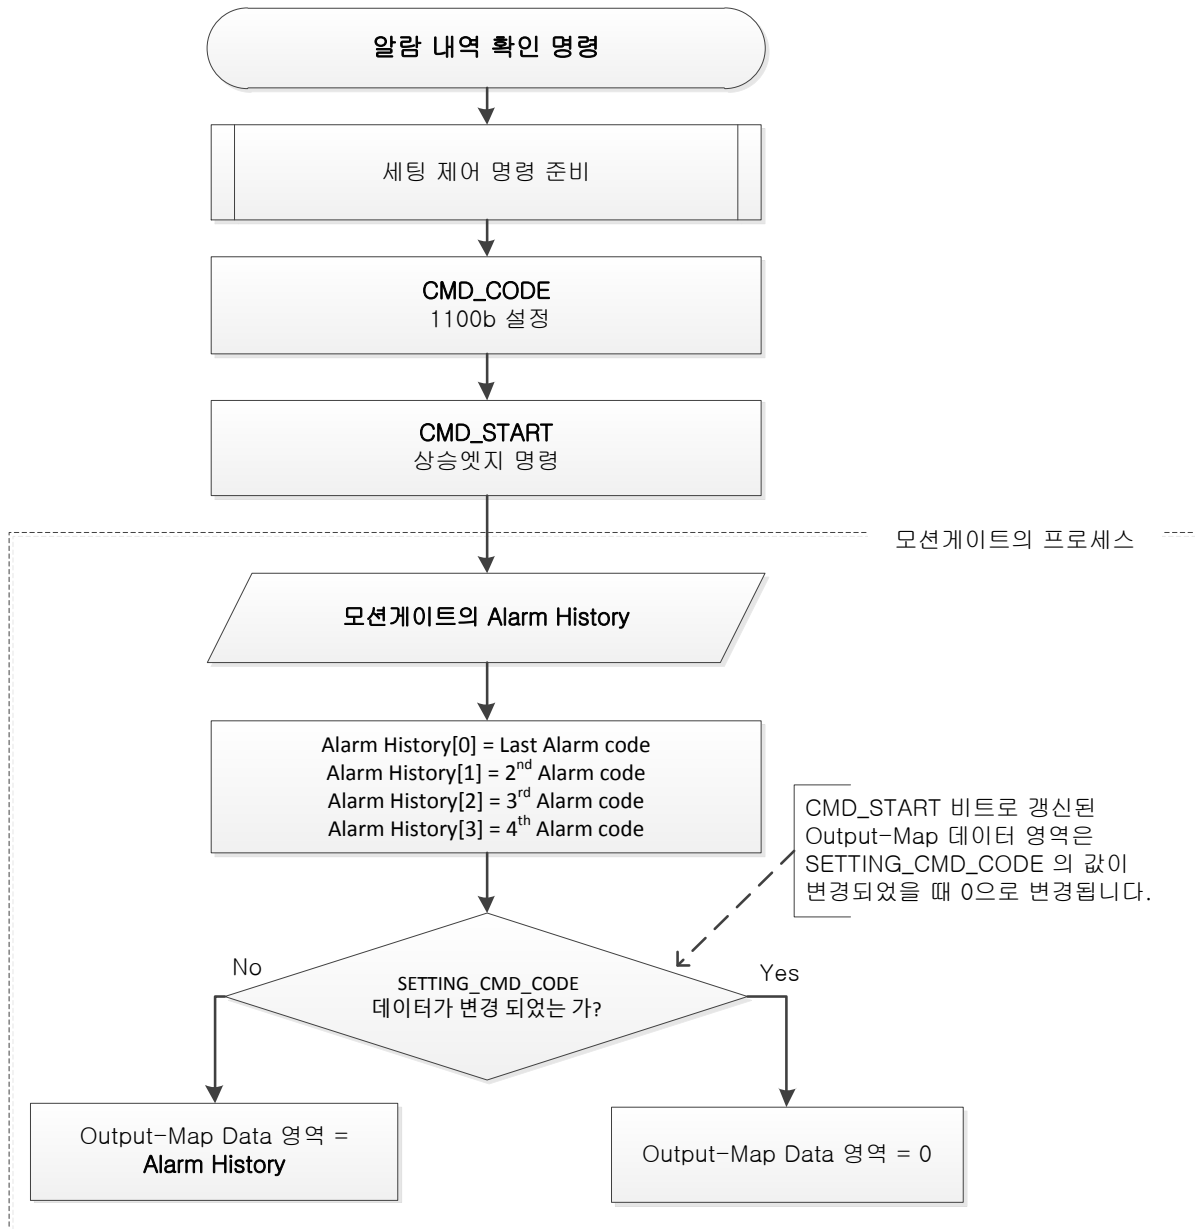 알람 내역 확인 명령
세팅 제어 명령 준비
CMD_CODE
1100b 설정
CMD_START
상승엣지 명령
모션게이트의 프로세스
모션게이트의 Alarm History
Alarm History[0] = Last Alarm code
Alarm History[1] = 2nd Alarm code
Alarm History[2] = 3rd Alarm code
Alarm History[3] = 4th Alarm code
CMD_START 비트로 갱신된
Output-Map 데이터 영역은
SETTING_CMD_CODE 의 값이
변경되었을 때 0으로 변경됩니다.
No
SETTING_CMD_CODE
데이터가 변경 되었는 가?
Yes
Output-Map Data 영역 =
Alarm History
Output-Map Data 영역 = 0